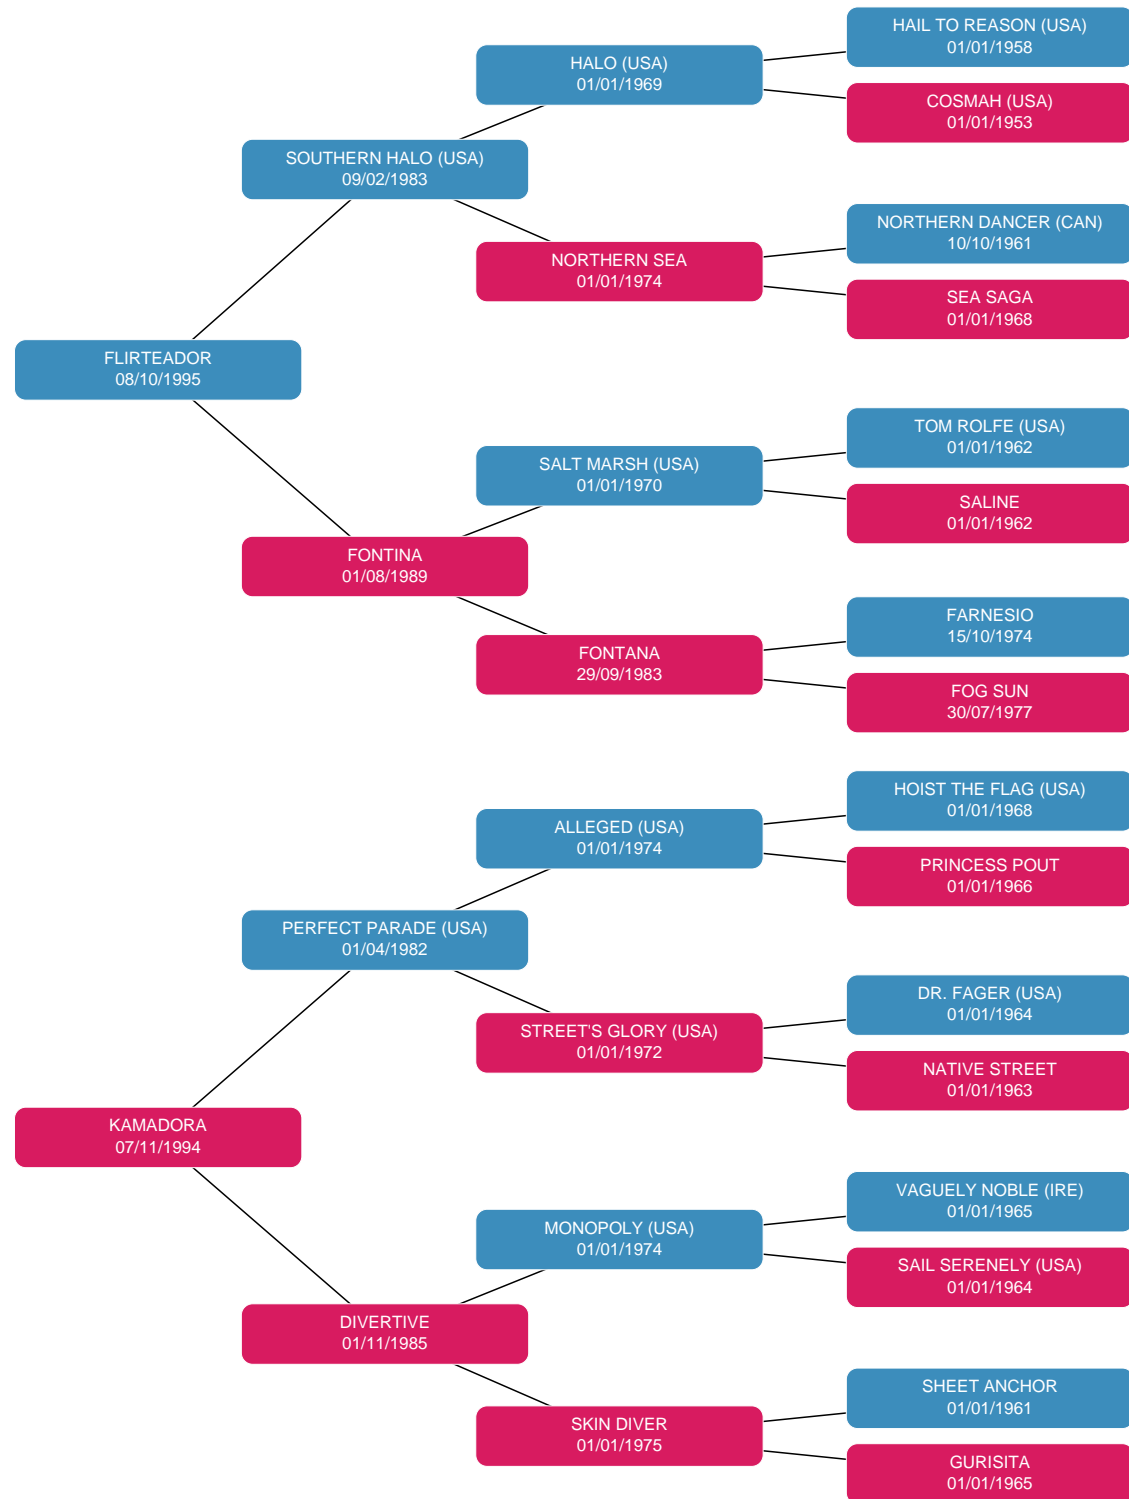 HAIL TO REASON (USA)
01/01/1958
HALO (USA)
01/01/1969
COSMAH (USA)
01/01/1953
SOUTHERN HALO (USA)
09/02/1983
NORTHERN DANCER (CAN)
10/10/1961
NORTHERN SEA
01/01/1974
SEA SAGA
01/01/1968
FLIRTEADOR
08/10/1995
TOM ROLFE (USA)
01/01/1962
SALT MARSH (USA)
01/01/1970
SALINE
01/01/1962
FONTINA
01/08/1989
FARNESIO
15/10/1974
FONTANA
29/09/1983
FOG SUN
30/07/1977
HOIST THE FLAG (USA)
01/01/1968
ALLEGED (USA)
01/01/1974
PRINCESS POUT
01/01/1966
PERFECT PARADE (USA)
01/04/1982
DR. FAGER (USA)
01/01/1964
STREET'S GLORY (USA)
01/01/1972
NATIVE STREET
01/01/1963
KAMADORA
07/11/1994
VAGUELY NOBLE (IRE)
01/01/1965
MONOPOLY (USA)
01/01/1974
SAIL SERENELY (USA)
01/01/1964
DIVERTIVE
01/11/1985
SHEET ANCHOR
01/01/1961
SKIN DIVER
01/01/1975
GURISITA
01/01/1965